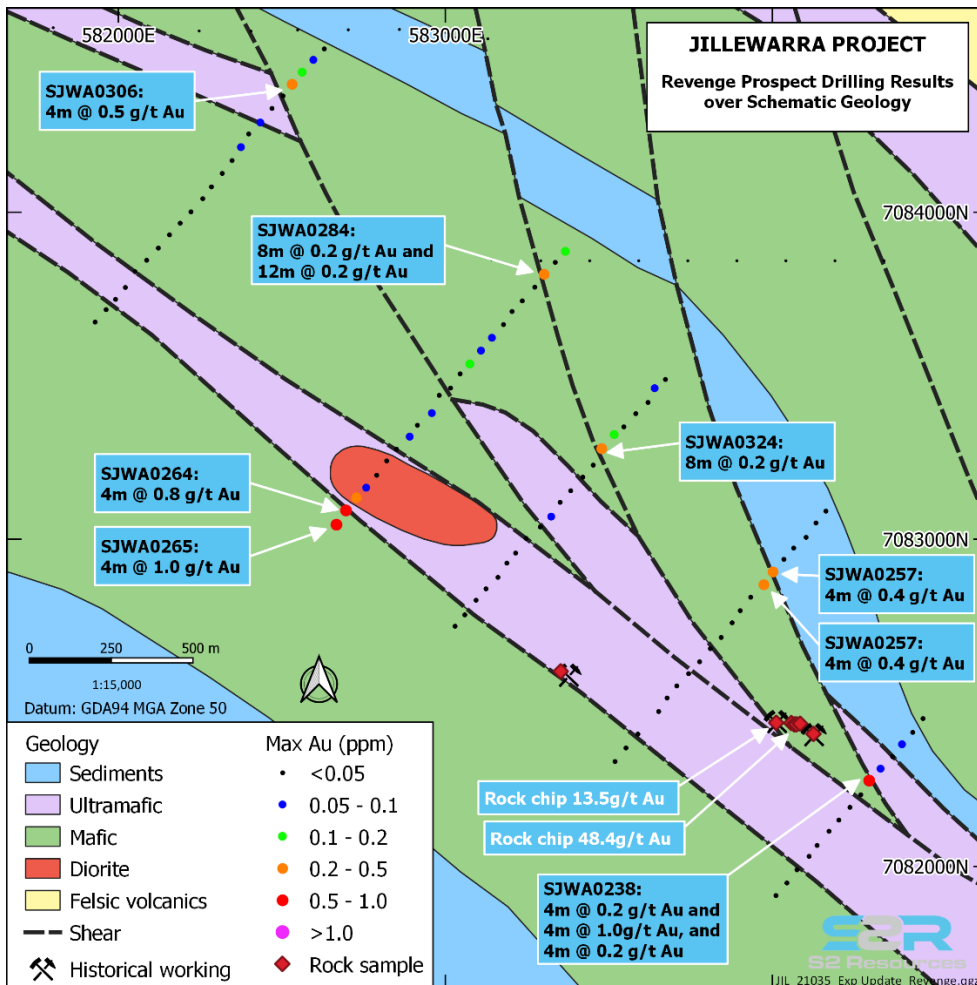 582000E
583000E
JILLEWARRA PROJECT
Revenge Prospect Drilling Results
over Schematic Geology
SJWA0306:
4m @ 0.5 g/t Au
7084000N
SJWA0284:
8m @ 0.2 g/t Au and
12m @ 0.2 g/t Au
SJWA0324:
8m @ 0.2 g/t Au
SJWA0264:
4m @ 0.8 g/t Au
SJWA0265:
4m @ 1.0 g/t Au
7083000N
SJWA0257:
4m @ 0.4 g/t Au
SJWA0257:
4m @ 0.4 g/t Au
0 250 500 m
1:15,000
Datum: GDA94 MGA Zone 50
Geology
Sediments
Ultramafic
Mafic
Diorite
Felsic volcanics
Shear
Historical working
Max Au (ppm)
<0.05
0.05 - 0.1
0.1 - 0.2
0.2 - 0.5
0.5 - 1.0
>1.0
Rock sample
Rock chip 13.5g/t Au
Rock chip 48.4g/t Au
7082000N
SJWA0238:
4m @ 0.2 g/t Au and
4m @ 1.0g/t Au, and
4m @ 0.2 g/t Au
S2R
S2 Resources
JIL_21035_Exp Update_Revenge.qgz